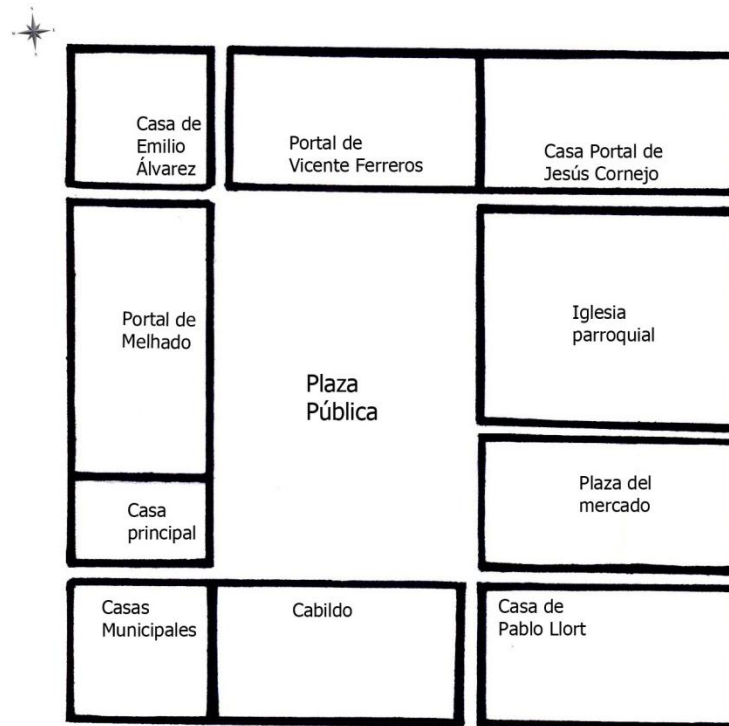 Casa de
Emilio
Álvarez
Portal de
Vicente Ferreros
Casa Portal de
Jesús Cornejo
Portal de
Melhado
Iglesia
parroquial
Plaza
Pública
Casa
principal
Plaza del
mercado
Casas
Municipales
Cabildo
Casa de
Pablo Llort